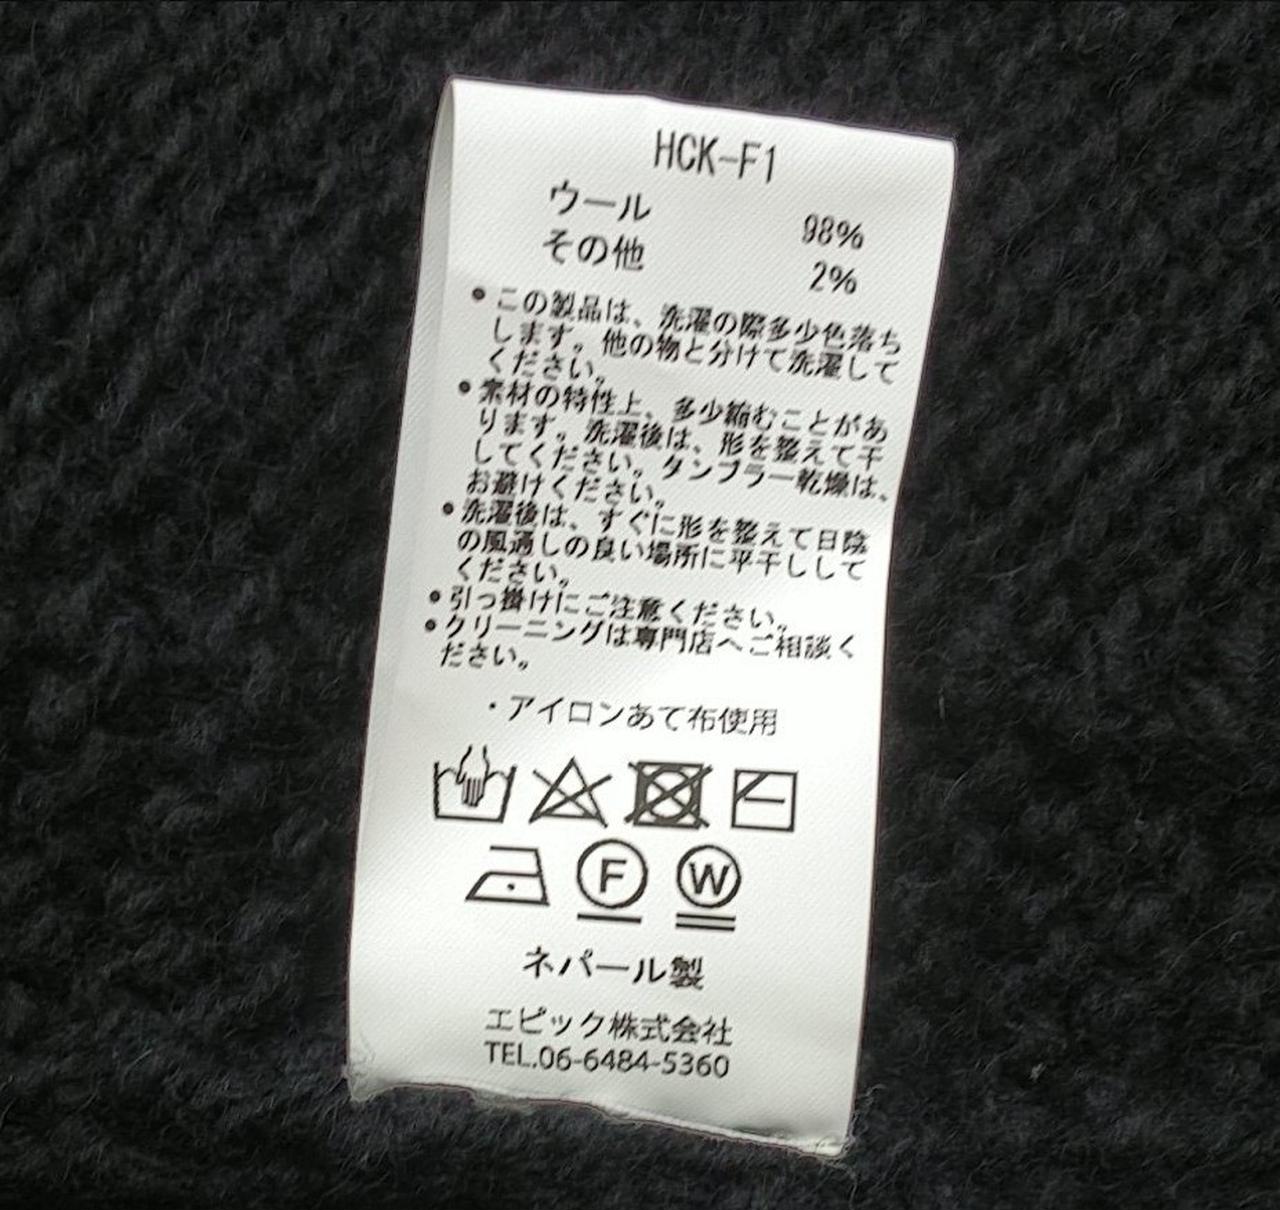 HCK-F1
ウール 98%
その他 2%
•この製品は、洗濯の際多少色落ち
します。他の物と分けて洗濯して
ください。
•素材の特性上、多少縮むことがあ
ります。洗濯後は、形を整えて干
してください。タンブラー乾燥は、
お避けください。
•洗濯後は、すぐに形を整えて日陰
の風通しの良い場所に平干しして
ください。
•引っ掛けにご注意ください。
•クリーニングは専門店へご相談く
ださい。
・アイロンあて布使用
F W
ネパール製
エピック株式会社
TEL.06-6484-5360